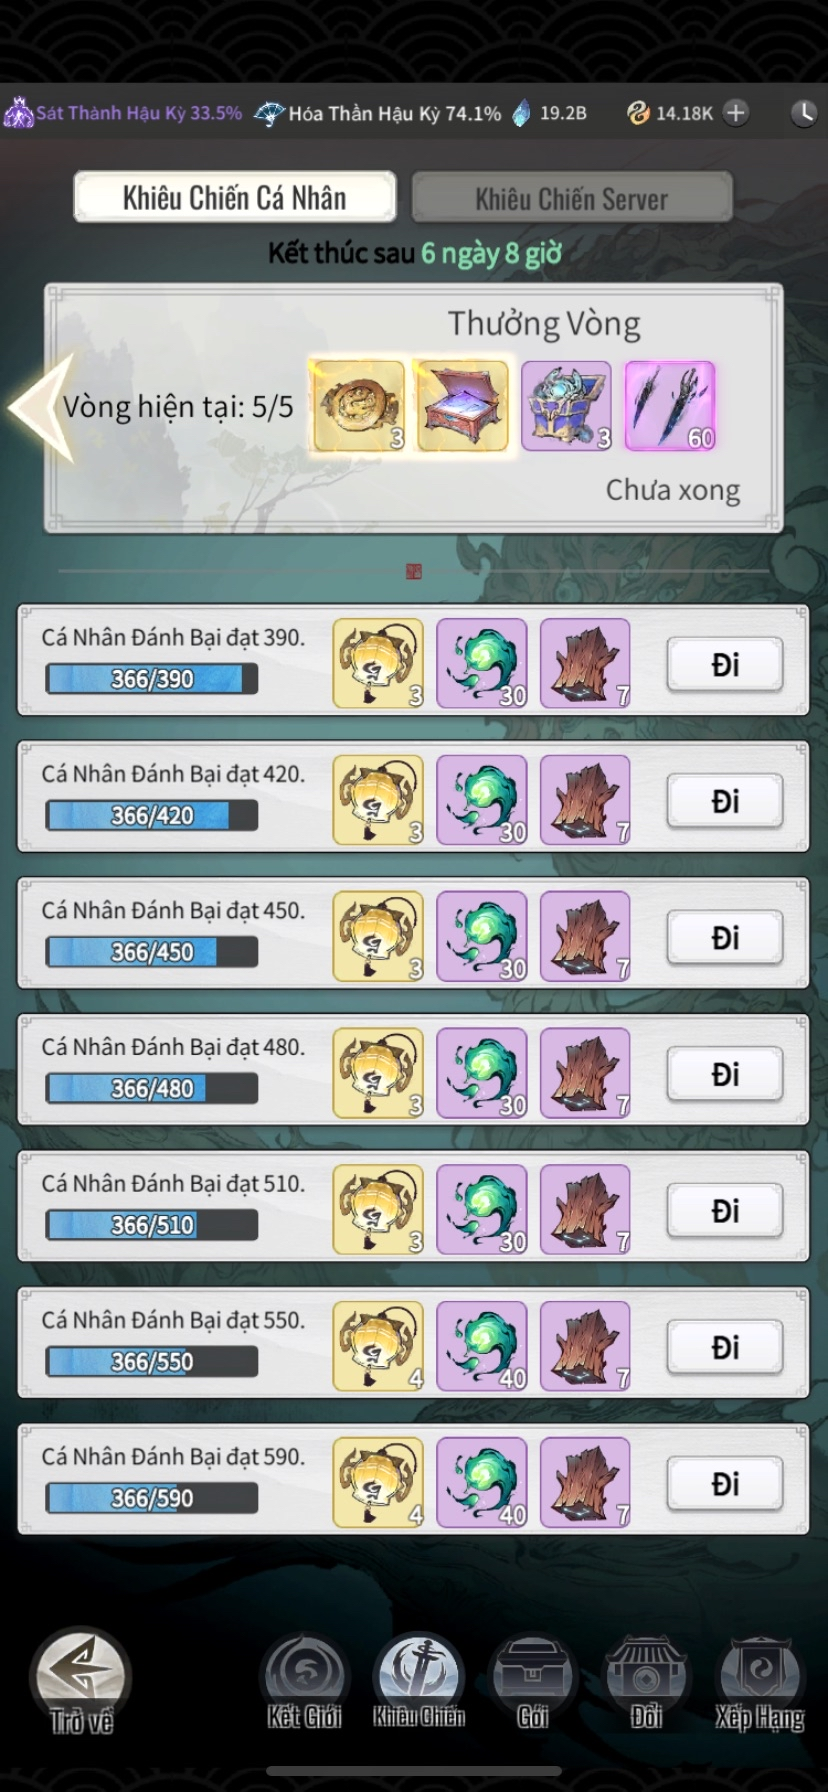 Sát Thành Hậu Kỳ 33.5% Hóa Thần Hậu Kỳ 74.1% 19.2B 14.18K
Khiêu Chiến Cá Nhân Khiêu Chiến Server
Kết thúc sau 6 ngày 8 giờ
Thưởng Vòng
Vòng hiện tại: 5/5
3 3 60
Chưa xong
Cá Nhân Đánh Bại đạt 390.
366/390 3 30 7 Đi
Cá Nhân Đánh Bại đạt 420.
366/420 3 30 7 Đi
Cá Nhân Đánh Bại đạt 450.
366/450 3 30 7 Đi
Cá Nhân Đánh Bại đạt 480.
366/480 3 30 7 Đi
Cá Nhân Đánh Bại đạt 510.
366/510 3 30 7 Đi
Cá Nhân Đánh Bại đạt 550.
366/550 4 40 7 Đi
Cá Nhân Đánh Bại đạt 590.
366/590 4 40 7 Đi
Trở về Kết Giới Khiêu Chiến Gói Đổi Xếp Hạng